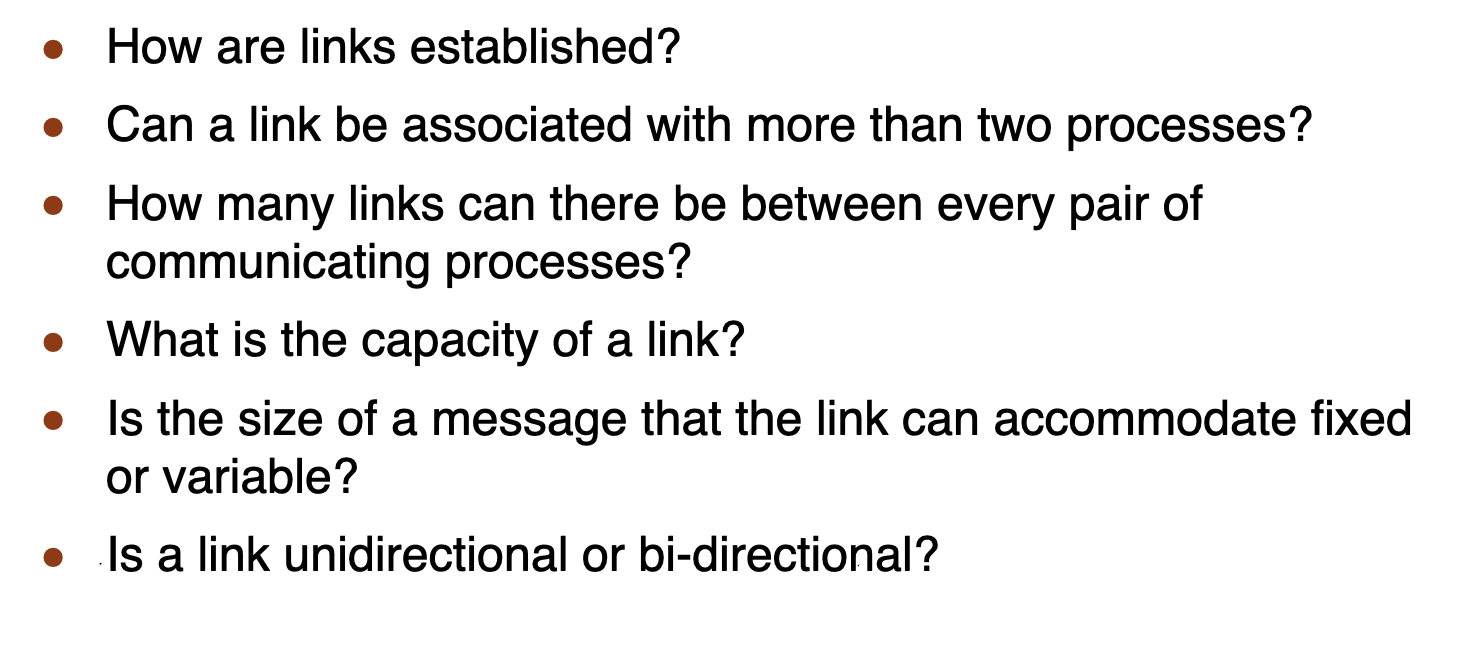 • How are links established?
• Can a link be associated with more than two processes?
• How many links can there be between every pair of
communicating processes?
• What is the capacity of a link?
• Is the size of a message that the link can accommodate fixed
or variable?
• Is a link unidirectional or bi-directional?